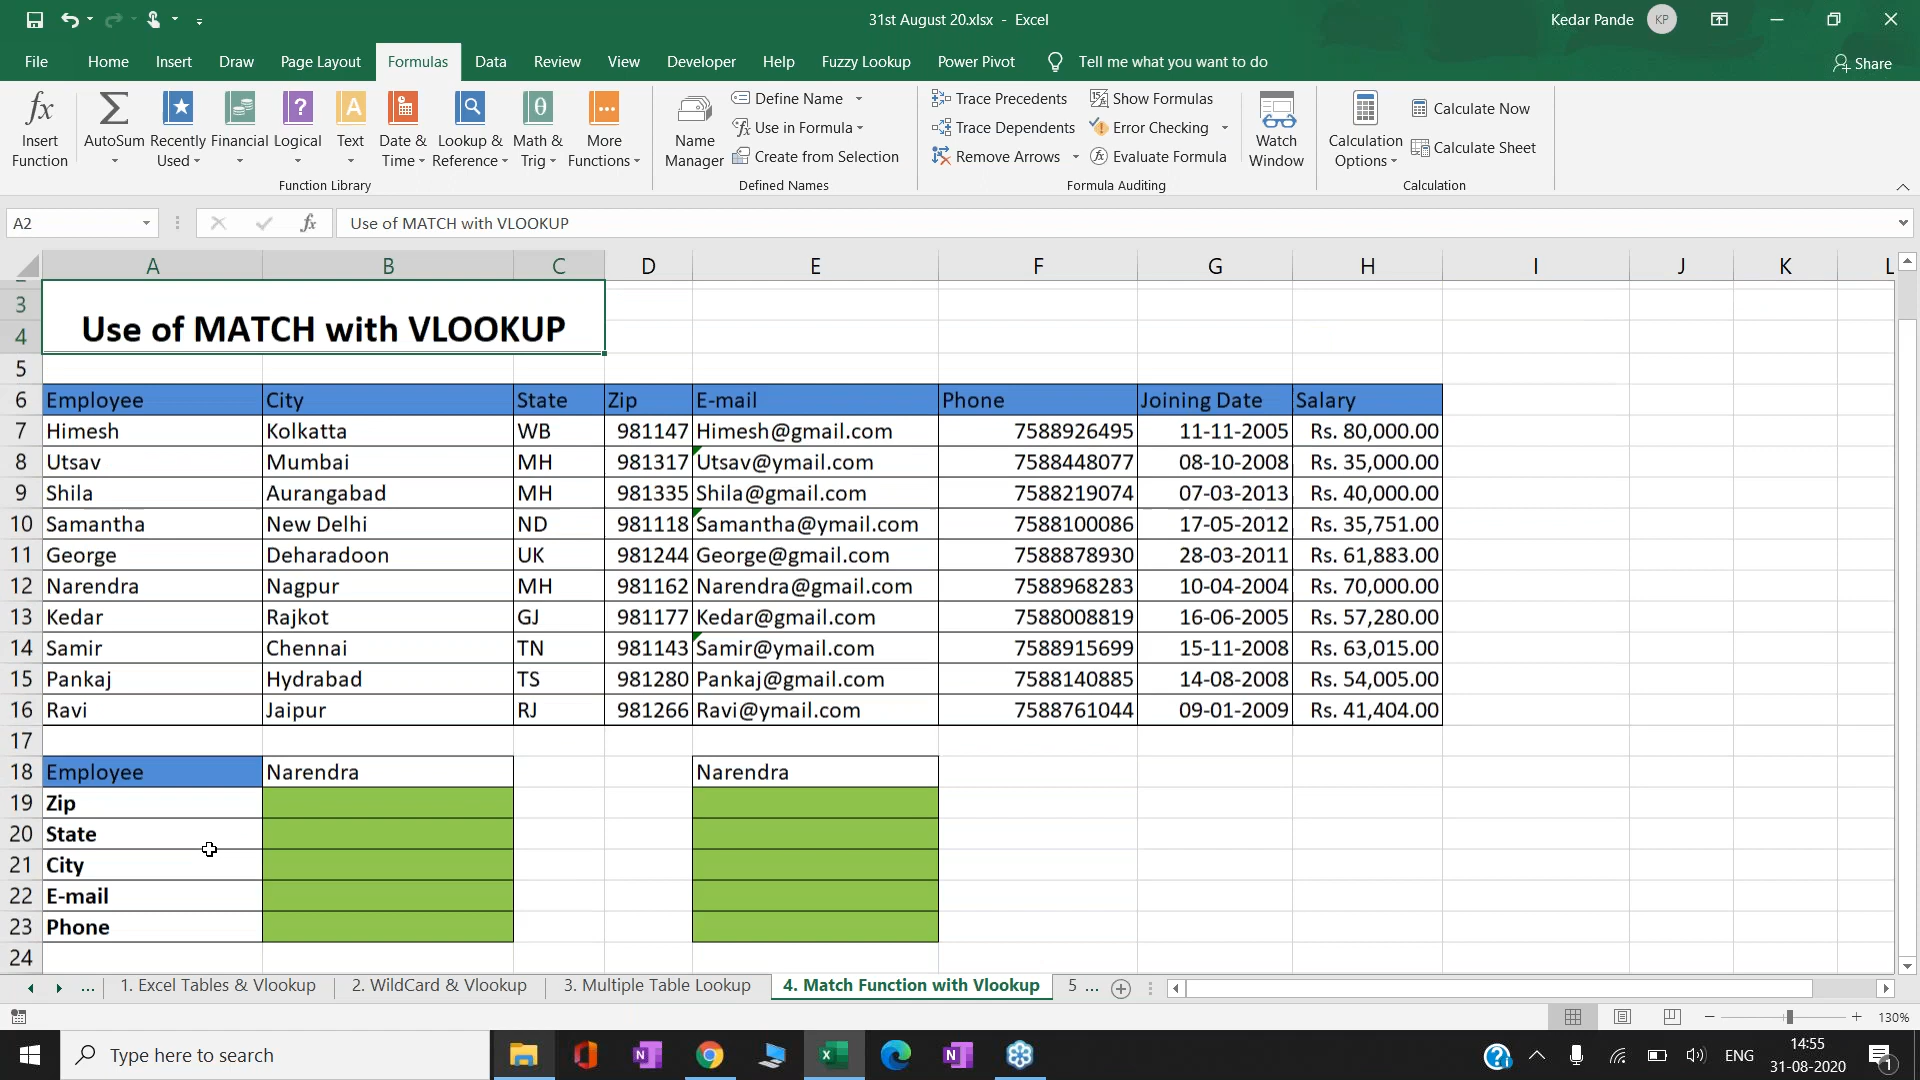 31st August 20.xlsx - Excel
Kedar Pande
KP
File Home Insert Draw Page Layout Formulas Data Review View Developer Help Fuzzy Lookup Power Pivot Tell me what you want to do
Share
Insert Function
AutoSum
Recently Used
Financial
Logical
Text
Date & Time
Lookup & Reference
Math & Trig
More Functions
Function Library
Name Manager
Define Name
Use in Formula
Create from Selection
Defined Names
Trace Precedents
Trace Dependents
Remove Arrows
Show Formulas
Error Checking
Evaluate Formula
Formula Auditing
Watch Window
Calculation Options
Calculate Now
Calculate Sheet
Calculation
A2
fx
Use of MATCH with VLOOKUP
A B C D E F G H I J K L
3
4 Use of MATCH with VLOOKUP
5
6 Employee City State Zip E-mail Phone Joining Date Salary
7 Himesh Kolkatta WB 981147 Himesh@gmail.com 7588926495 11-11-2005 Rs. 80,000.00
8 Utsav Mumbai MH 981317 Utsav@ymail.com 7588448077 08-10-2008 Rs. 35,000.00
9 Shila Aurangabad MH 981335 Shila@gmail.com 7588219074 07-03-2013 Rs. 40,000.00
10 Samantha New Delhi ND 981118 Samantha@ymail.com 7588100086 17-05-2012 Rs. 35,751.00
11 George Deharadoon UK 981244 George@gmail.com 7588878930 28-03-2011 Rs. 61,883.00
12 Narendra Nagpur MH 981162 Narendra@gmail.com 7588968283 10-04-2004 Rs. 70,000.00
13 Kedar Rajkot GJ 981177 Kedar@gmail.com 7588008819 16-06-2005 Rs. 57,280.00
14 Samir Chennai TN 981143 Samir@ymail.com 7588915699 15-11-2008 Rs. 63,015.00
15 Pankaj Hydrabad TS 981280 Pankaj@gmail.com 7588140885 14-08-2008 Rs. 54,005.00
16 Ravi Jaipur RJ 981266 Ravi@ymail.com 7588761044 09-01-2009 Rs. 41,404.00
17
18 Employee Narendra Narendra
19 Zip
20 State
21 City
22 E-mail
23 Phone
24
... 1. Excel Tables & Vlookup 2. WildCard & Vlookup 3. Multiple Table Lookup 4. Match Function with Vlookup 5 ...
130%
Type here to search
ENG
14:55
31-08-2020
1